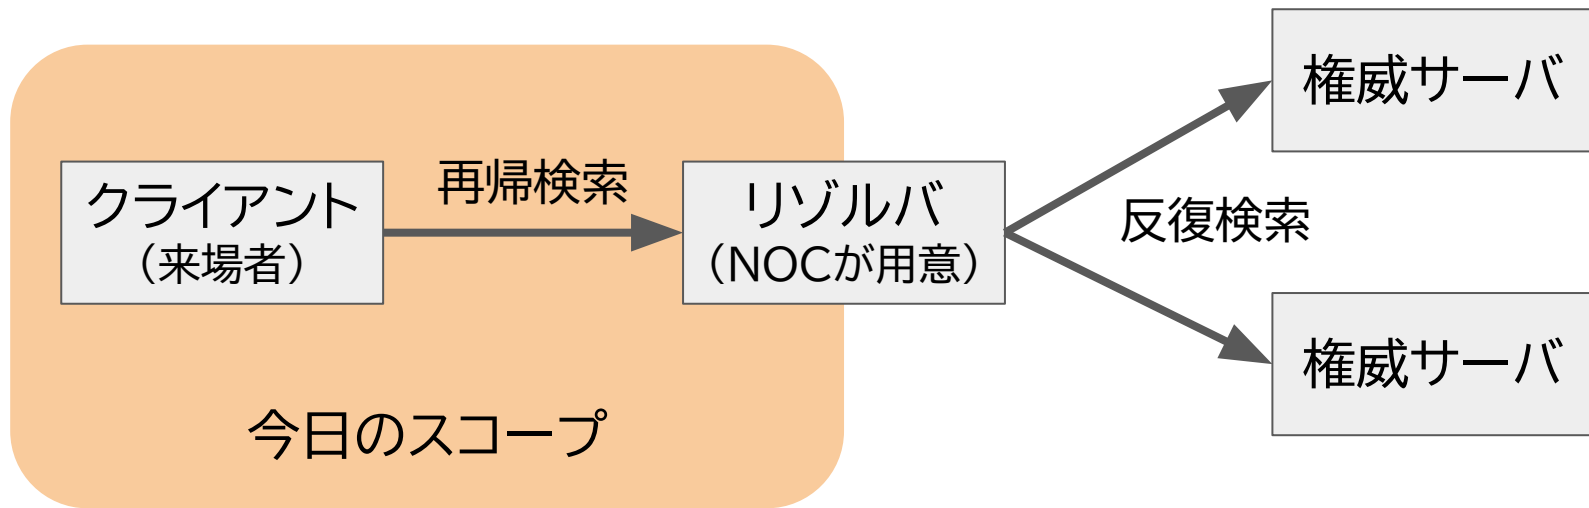 クライアント
（来場者）
再帰検索
リゾルバ
（NOCが用意）
今日のスコープ
反復検索
権威サーバ
権威サーバ